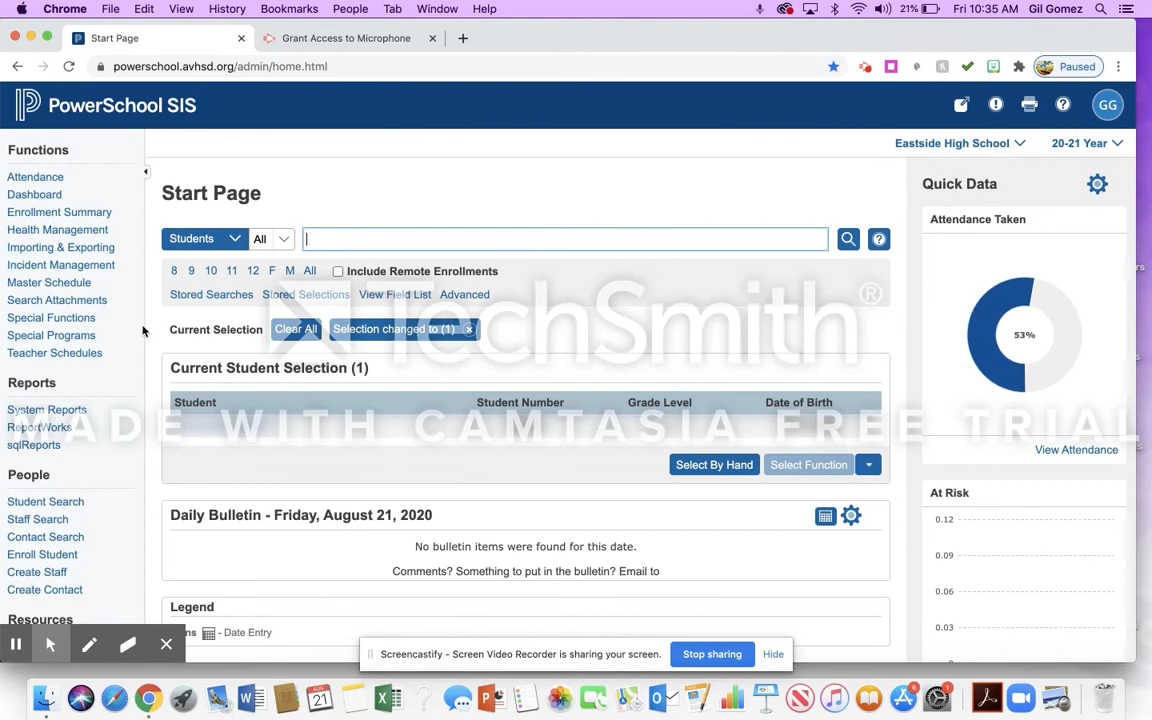 Chrome File Edit View History Bookmarks People Tab Window Help 21% Fri 10:35 AM Gil Gomez
Start Page Grant Access to Microphone
powerschool.avhsd.org/admin/home.html Paused
PowerSchool SIS GG
Eastside High School 20-21 Year
Functions
Attendance
Dashboard
Enrollment Summary
Health Management
Importing & Exporting
Incident Management
Master Schedule
Search Attachments
Special Functions
Special Programs
Teacher Schedules
Reports
System Reports
ReportWorks
sqlReports
People
Student Search
Staff Search
Contact Search
Enroll Student
Create Staff
Create Contact
Resources
Start Page
Students All
8 9 10 11 12 F M All Include Remote Enrollments
Stored Searches Stored Selections View Field List Advanced
Current Selection Clear All Selection changed to (1)
Current Student Selection (1)
Student Student Number Grade Level Date of Birth
Select By Hand Select Function
Daily Bulletin - Friday, August 21, 2020
No bulletin items were found for this date.
Comments? Something to put in the bulletin? Email to
Legend
ns - Date Entry
Quick Data
Attendance Taken
53%
View Attendance
At Risk
0.12
0.09
0.06
0.03
0
TechSmith®
MADE WITH CAMTASIA FREE TRIAL
Screencastify - Screen Video Recorder is sharing your screen. Stop sharing Hide
AUG
21
6
1